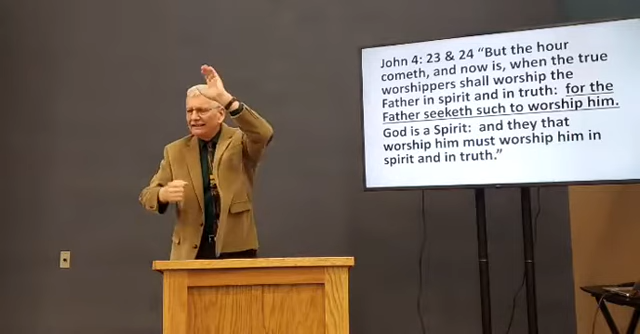 John 4: 23 & 24 “But the hour
cometh, and now is, when the true
worshippers shall worship the
Father in spirit and in truth: for the
Father seeketh such to worship him.
God is a Spirit: and they that
worship him must worship him in
spirit and in truth.”